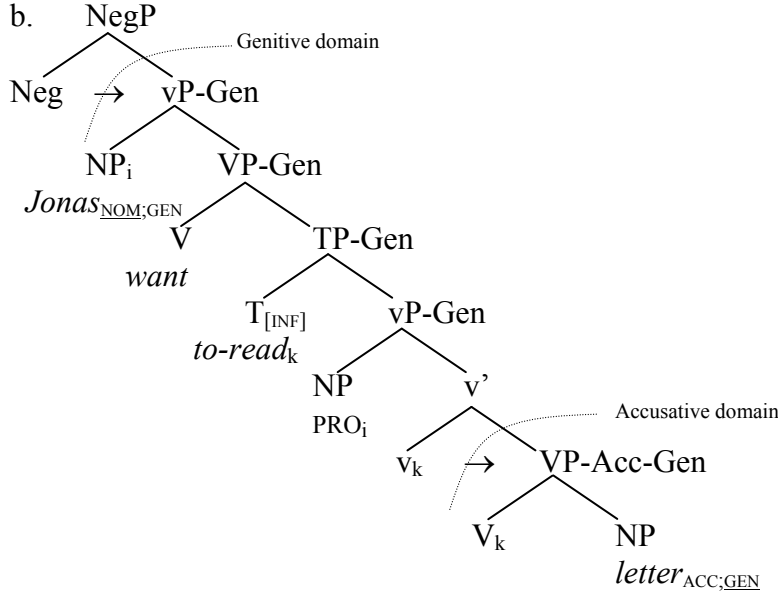 b. NegP
Genitive domain
Neg → vP-Gen
NPi VP-Gen
JonasNOM;GEN
V TP-Gen
want
T[INF] vP-Gen
to-readk
NP v’
PROi
Accusative domain
vk → VP-Acc-Gen
Vk NP
letterACC;GEN